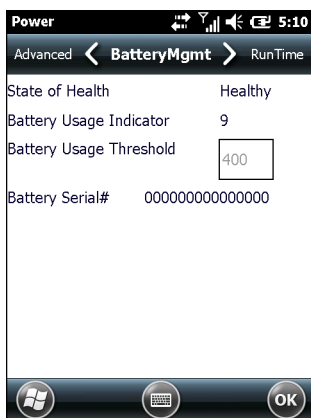 Power 5:10
Advanced BatteryMgmt RunTime
State of Health Healthy
Battery Usage Indicator 9
Battery Usage Threshold 400
Battery Serial# 000000000000000
OK